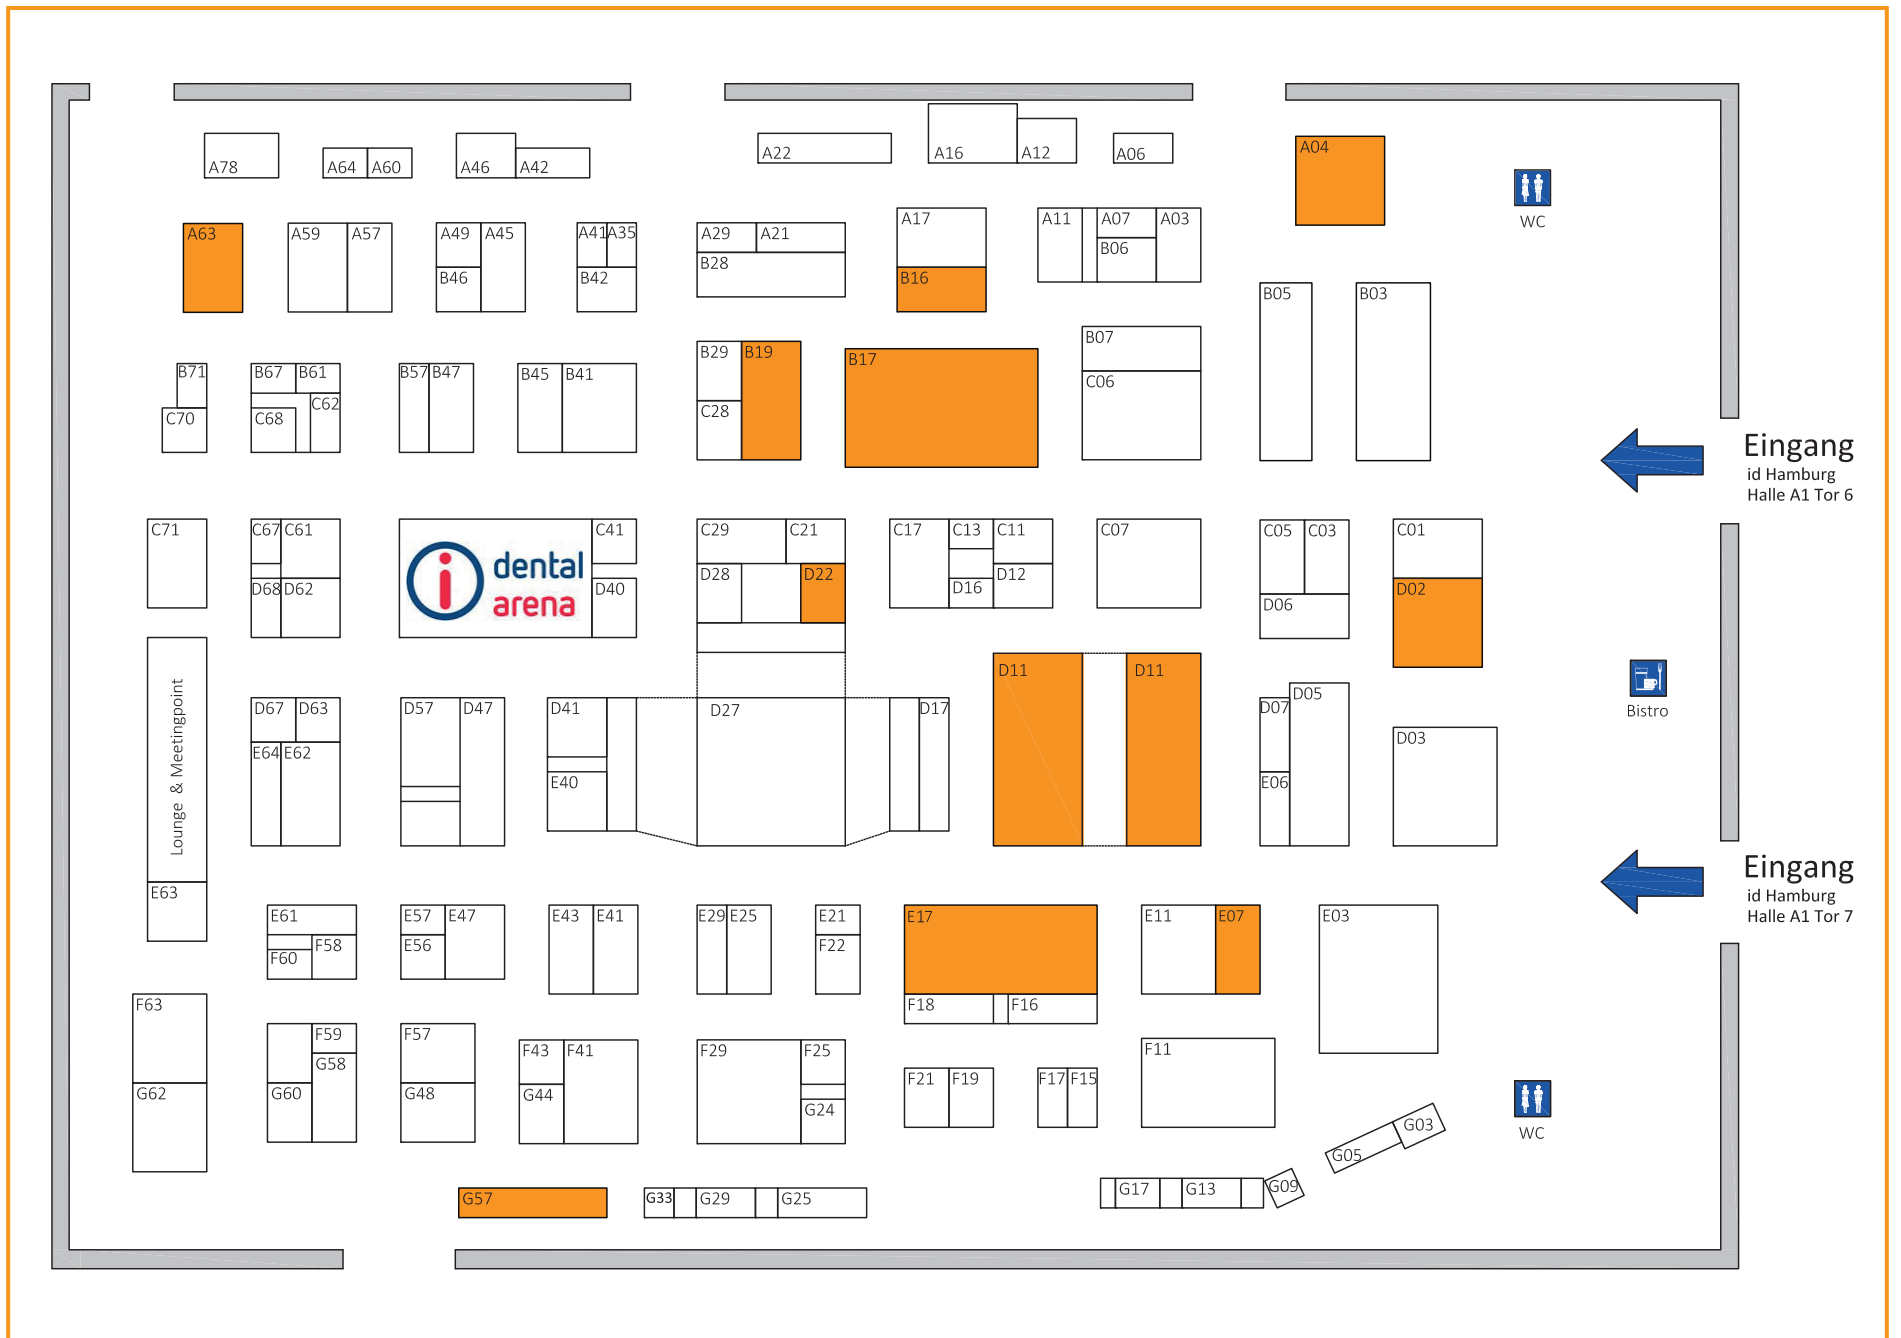 A78
A64
A60
A46
A42
A22
A16
A12
A06
A04
WC
A63
A59
A57
A49
A45
B46
A41
A35
B42
A29
A21
B28
A17
B16
A11
A07
A03
B06
B05
B03
B71
C70
B67
B61
C62
C68
B57
B47
B45
B41
B29
B19
C28
B17
B07
C06
Eingang
id Hamburg
Halle A1 Tor 6
C71
C67
C61
D68
D62
dental
arena
C41
D40
C29
C21
D28
D22
C17
C13
C11
D16
D12
C07
C05
C03
D06
C01
D02
Lounge & Meetingpoint
E63
D67
D63
E64
E62
D57
D47
D41
E40
D27
D17
D11
D11
D07
D05
E06
D03
Bistro
Eingang
id Hamburg
Halle A1 Tor 7
E61
F58
F60
E57
E47
E56
E43
E41
E29
E25
E21
F22
E17
F18
F16
E11
E07
E03
F63
G62
F59
G58
G60
F57
G48
F43
F41
G44
F29
F25
G24
F21
F19
F17
F15
F11
G03
G05
WC
G57
G33
G29
G25
G17
G13
G09